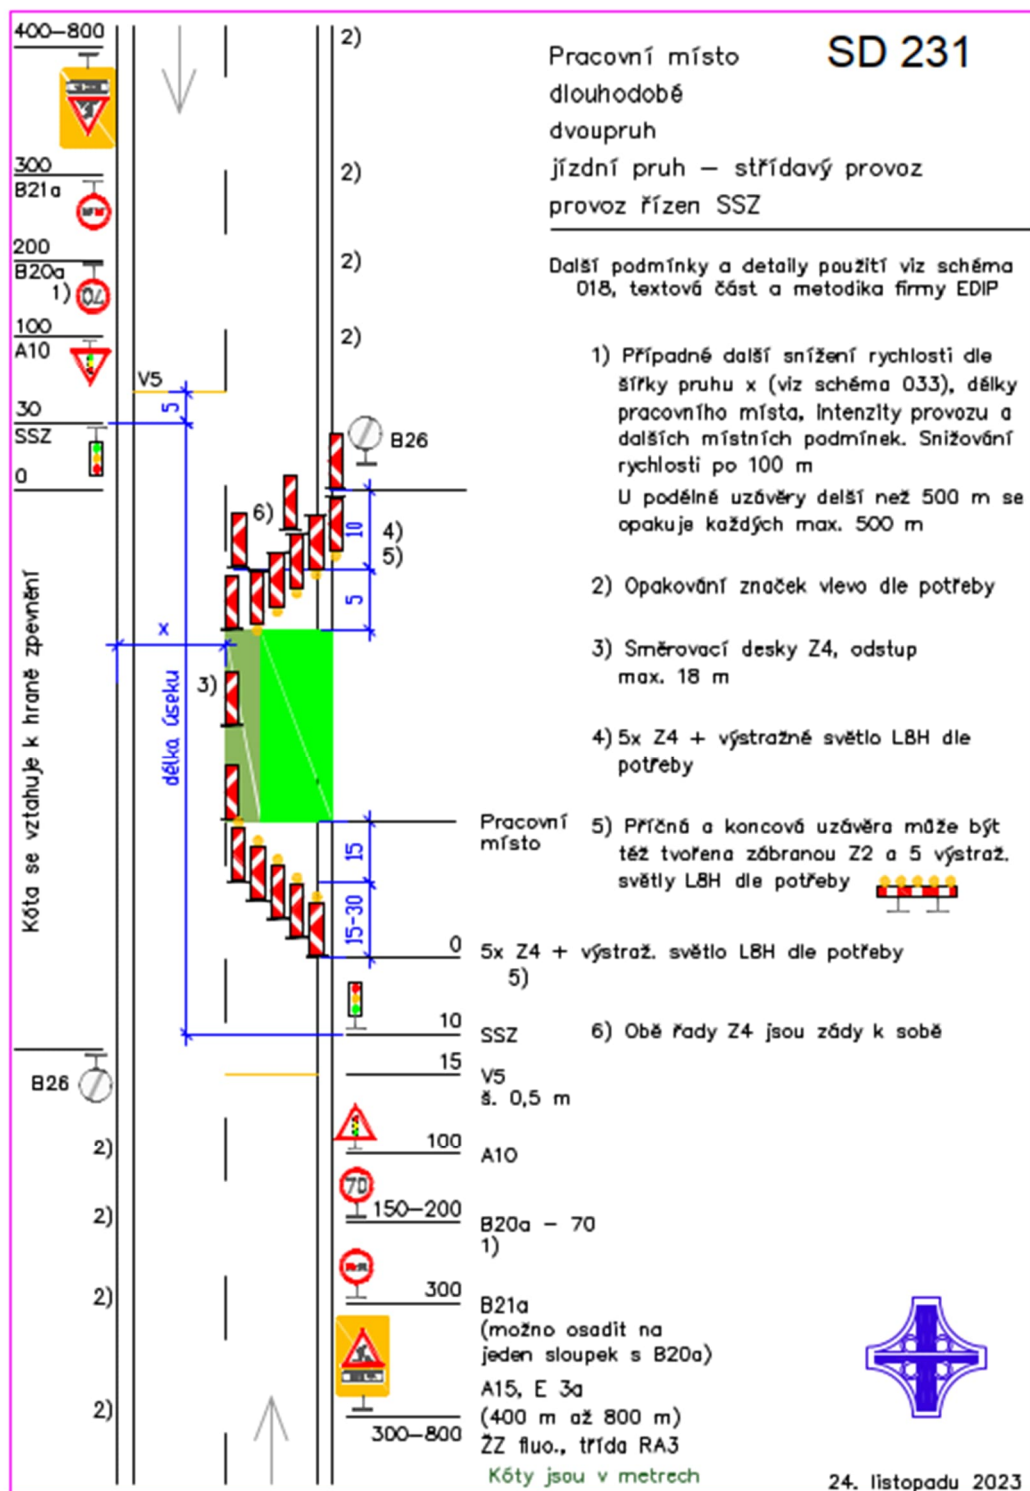 SD 231
Pracovní místo
dlouhodobé
dvoupruh
jízdní pruh – střídavý provoz
provoz řízen SSZ
Další podmínky a detaily použití viz schéma
018, textová část a metodika firmy EDIP
1) Případné další snížení rychlosti dle
šířky pruhu x (viz schéma 033), délky
pracovního místa, intenzity provozu a
dalších místních podmínek. Snižování
rychlosti po 100 m
U podélné uzávěry delší než 500 m se
opakuje každých max. 500 m
2) Opakování značek vlevo dle potřeby
3) Směrovací desky Z4, odstup
max. 18 m
4) 5x Z4 + výstražné světlo L8H dle
potřeby
5) Příčná a koncová uzávěra může být
též tvořena zábranou Z2 a 5 výstraž.
světly L8H dle potřeby
6) Obě řady Z4 jsou zády k sobě
400–800
300
B21a
200
B20a
1)
70
100
A10
30
SSZ
0
V5
5
2)
2)
2)
2)
B26
6)
10
4)
5)
5
x
3)
délka úseku
Kóta se vztahuje k hraně zpevnění
Pracovní
místo
15
15-30
0
5x Z4 + výstraž. světlo L8H dle potřeby
5)
10
SSZ
15
V5
š. 0,5 m
B26
2)
2)
2)
2)
100
A10
70
150–200
B20a – 70
1)
300
B21a
(možno osadit na
jeden sloupek s B20a)
A15, E 3a
(400 m až 800 m)
300–800
ŽZ fluo., třída RA3
Kóty jsou v metrech
24. listopadu 2023